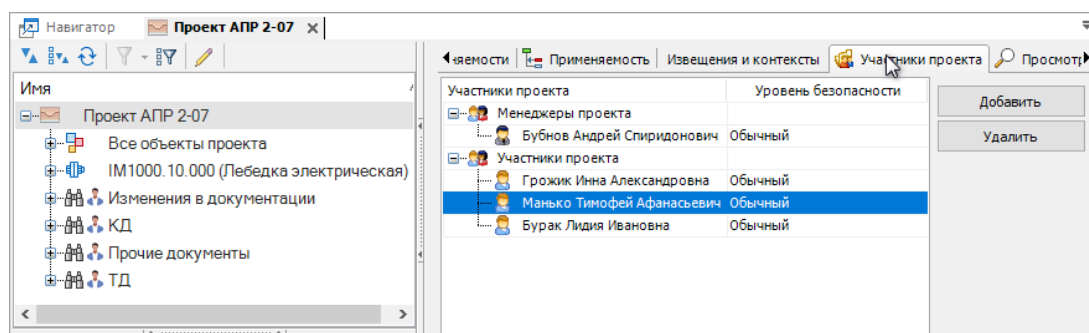 Навигатор
Проект АПР 2-07
Применяемость
Извещения и контексты
Участники проекта
Имя
Проект АПР 2-07
Все объекты проекта
IM1000.10.000 (Лебедка электрическая)
Изменения в документации
КД
Прочие документы
ТД
Участники проекта Уровень безопасности
Менеджеры проекта
Бубнов Андрей Спиридонович Обычный
Участники проекта
Грожик Инна Александровна Обычный
Манько Тимофей Афанасьевич Обычный
Бурак Лидия Ивановна Обычный
Добавить
Удалить